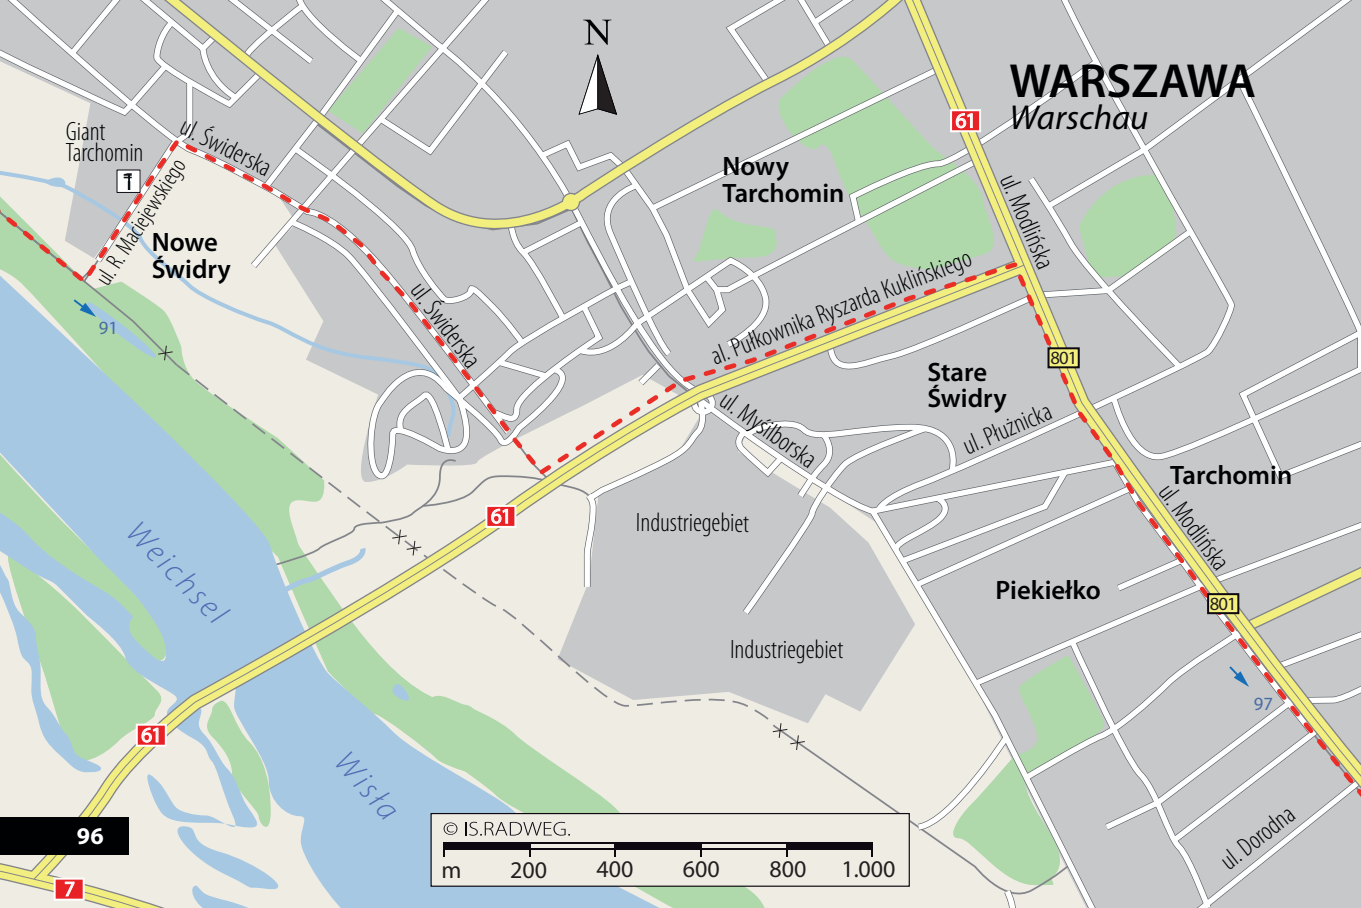 N
WARSZAWA
Warschau
61
Giant
Tarchomin
ul. Świderska
ul. R. Maciejewskiego
Nowy
Tarchomin
ul. Modlińska
Nowe
Świdry
91
ul. Świderska
al. Pułkownika Ryszarda Kuklińskiego
801
Stare
Świdry
ul. Myśliborska
ul. Płużnicka
Tarchomin
ul. Modlińska
61
Industriegebiet
Weichsel
Piekiełko
801
Industriegebiet
97
61
Wisła
96
© IS.RADWEG.
m 200 400 600 800 1.000
ul. Dorodna
7